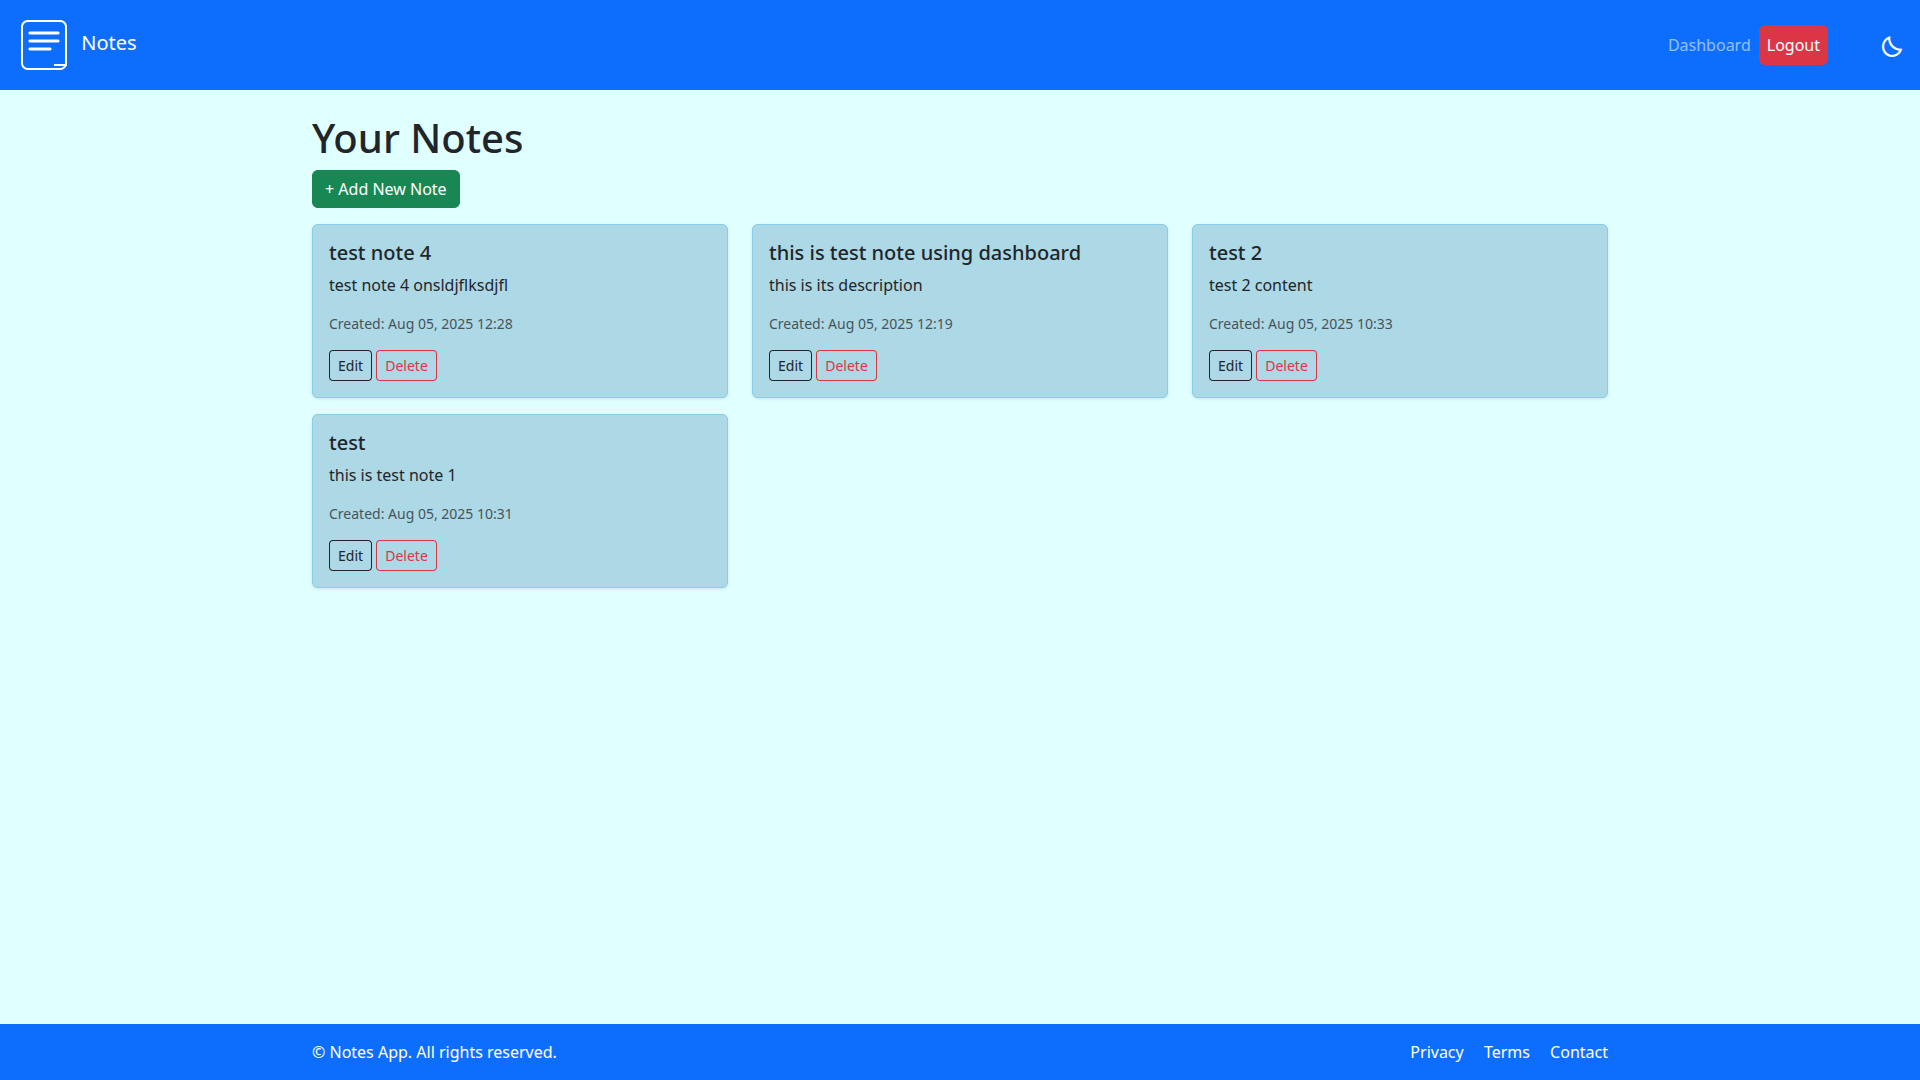 Notes
Dashboard Logout
Your Notes
+ Add New Note
test note 4
test note 4 onsldjflksdjfl
Created: Aug 05, 2025 12:28
Edit Delete
this is test note using dashboard
this is its description
Created: Aug 05, 2025 12:19
Edit Delete
test 2
test 2 content
Created: Aug 05, 2025 10:33
Edit Delete
test
this is test note 1
Created: Aug 05, 2025 10:31
Edit Delete
© Notes App. All rights reserved.
Privacy Terms Contact